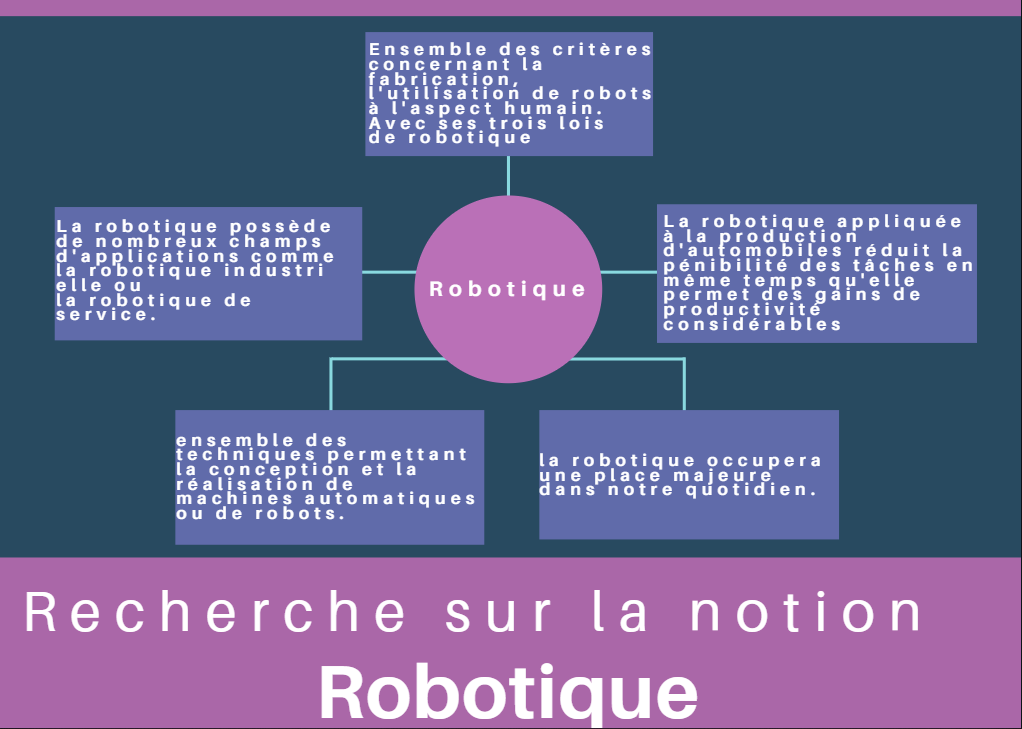 Ensemble des critères
concernant la
fabrication,
l'utilisation de robots
à l'aspect humain.
Avec ses trois lois
de robotique
La robotique possède
de nombreux champs
d'applications comme
la robotique industri
elle ou
la robotique de
service.
Robotique
La robotique appliquée
à la production
d'automobiles réduit la
pénibilité des tâches en
même temps qu'elle
permet des gains de
productivité
considérables
ensemble des
techniques permettant
la conception et la
réalisation de
machines automatiques
ou de robots.
la robotique occupera
une place majeure
dans notre quotidien.
Recherche sur la notion
Robotique